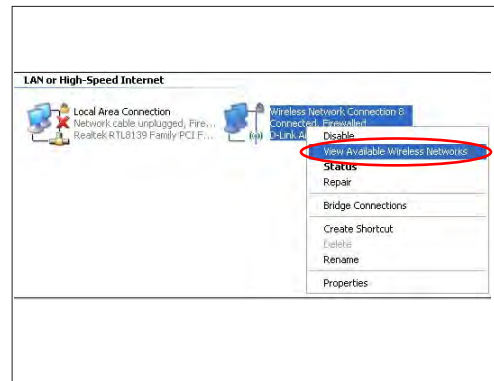 LAN or High-Speed Internet
Local Area Connection
Network cable unplugged, Fire...
Realtek RTL8139 Family PCI F...
Wireless Network Connection 8
Connected, Firewalled
D-Link A
Disable
View Available Wireless Networks
Status
Repair
Bridge Connections
Create Shortcut
Delete
Rename
Properties